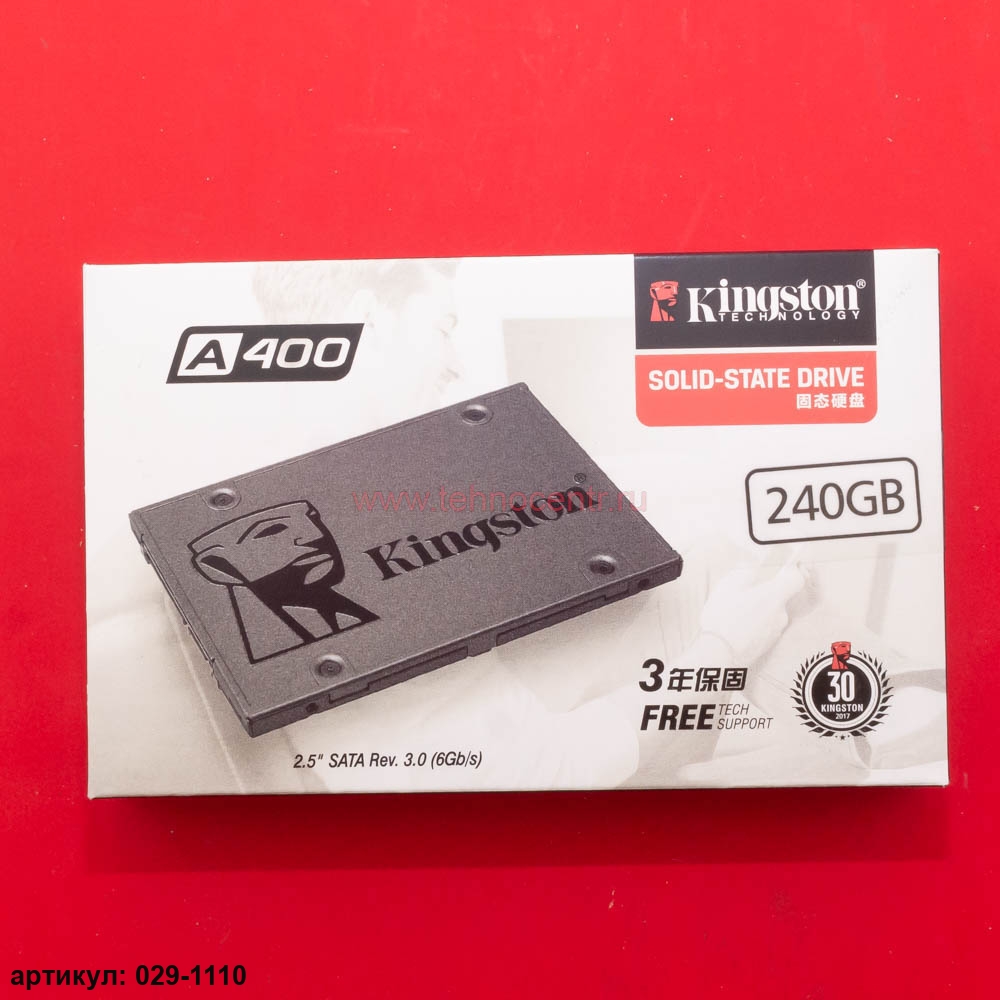 A400
Kingston®
TECHNOLOGY
SOLID-STATE DRIVE
固态硬盘
www.tehnocentr.ru
Kingston®
240GB
3年保固
FREE TECH SUPPORT
30
KINGSTON
2017
2.5" SATA Rev. 3.0 (6Gb/s)
артикул: 029-1110